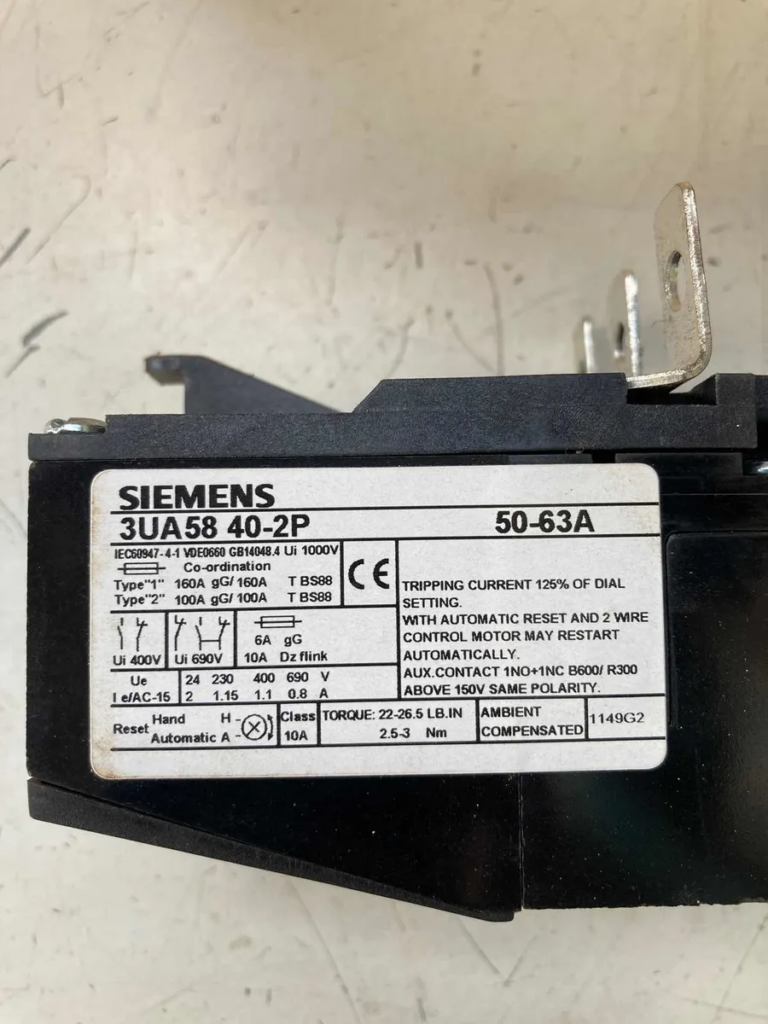 SIEMENS
3UA58 40-2P 50-63A
IEC60947-4-1 VDE0660 GB14048.4 Ui 1000V
Co-ordination
Type"1" 160A gG/ 160A T BS88
Type"2" 100A gG/ 100A T BS88
CE
TRIPPING CURRENT 125% OF DIAL
SETTING.
WITH AUTOMATIC RESET AND 2 WIRE
CONTROL MOTOR MAY RESTART
AUTOMATICALLY.
AUX.CONTACT 1NO+1NC B600/ R300
ABOVE 150V SAME POLARITY.
Ui 400V Ui 690V
6A gG
10A Dz flink
Ue 24 230 400 690 V
I e/AC-15 2 1.15 1.1 0.8 A
Reset Hand H
Automatic A
Class
10A
TORQUE: 22-26.5 LB.IN
2.5-3 Nm
AMBIENT
COMPENSATED
1149G2